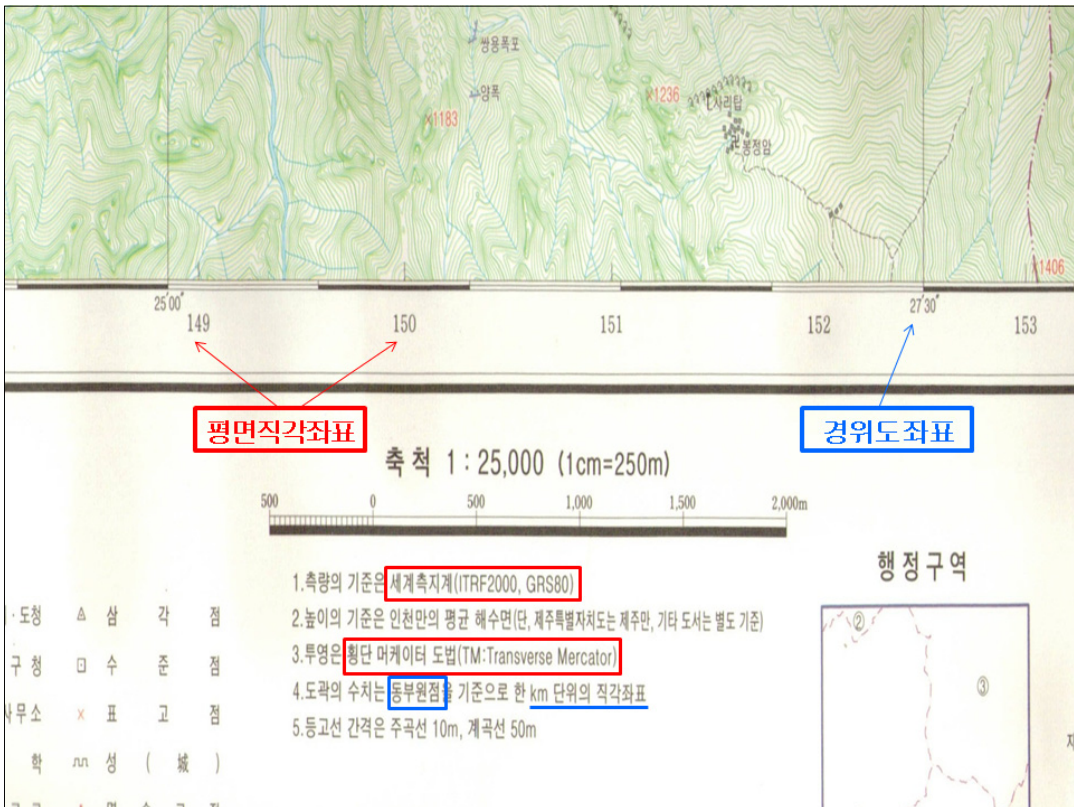 쌍용폭포
양폭
×1236
사리탑
×1183
봉정암
1406
25′00″
27′30″
149
150
151
152
153
평면직각좌표
경위도좌표
축척 1:25,000 (1cm=250m)
500 0 500 1,000 1,500 2,000m
행정구역
1.측량의 기준은 세계측지계(ITRF2000, GRS80)
2.높이의 기준은 인천만의 평균 해수면(단, 제주특별자치도는 제주만, 기타 도서는 별도 기준)
3.투영은 횡단 머케이터 도법(TM:Transverse Mercator)
4.도곽의 수치는 동부원점을 기준으로 한 km 단위의 직각좌표
5.등고선 간격은 주곡선 10m, 계곡선 50m
·도청 삼 각 점
구청 수 준 점
사무소 × 표 고 점
학 성 ( 城 )
②
③